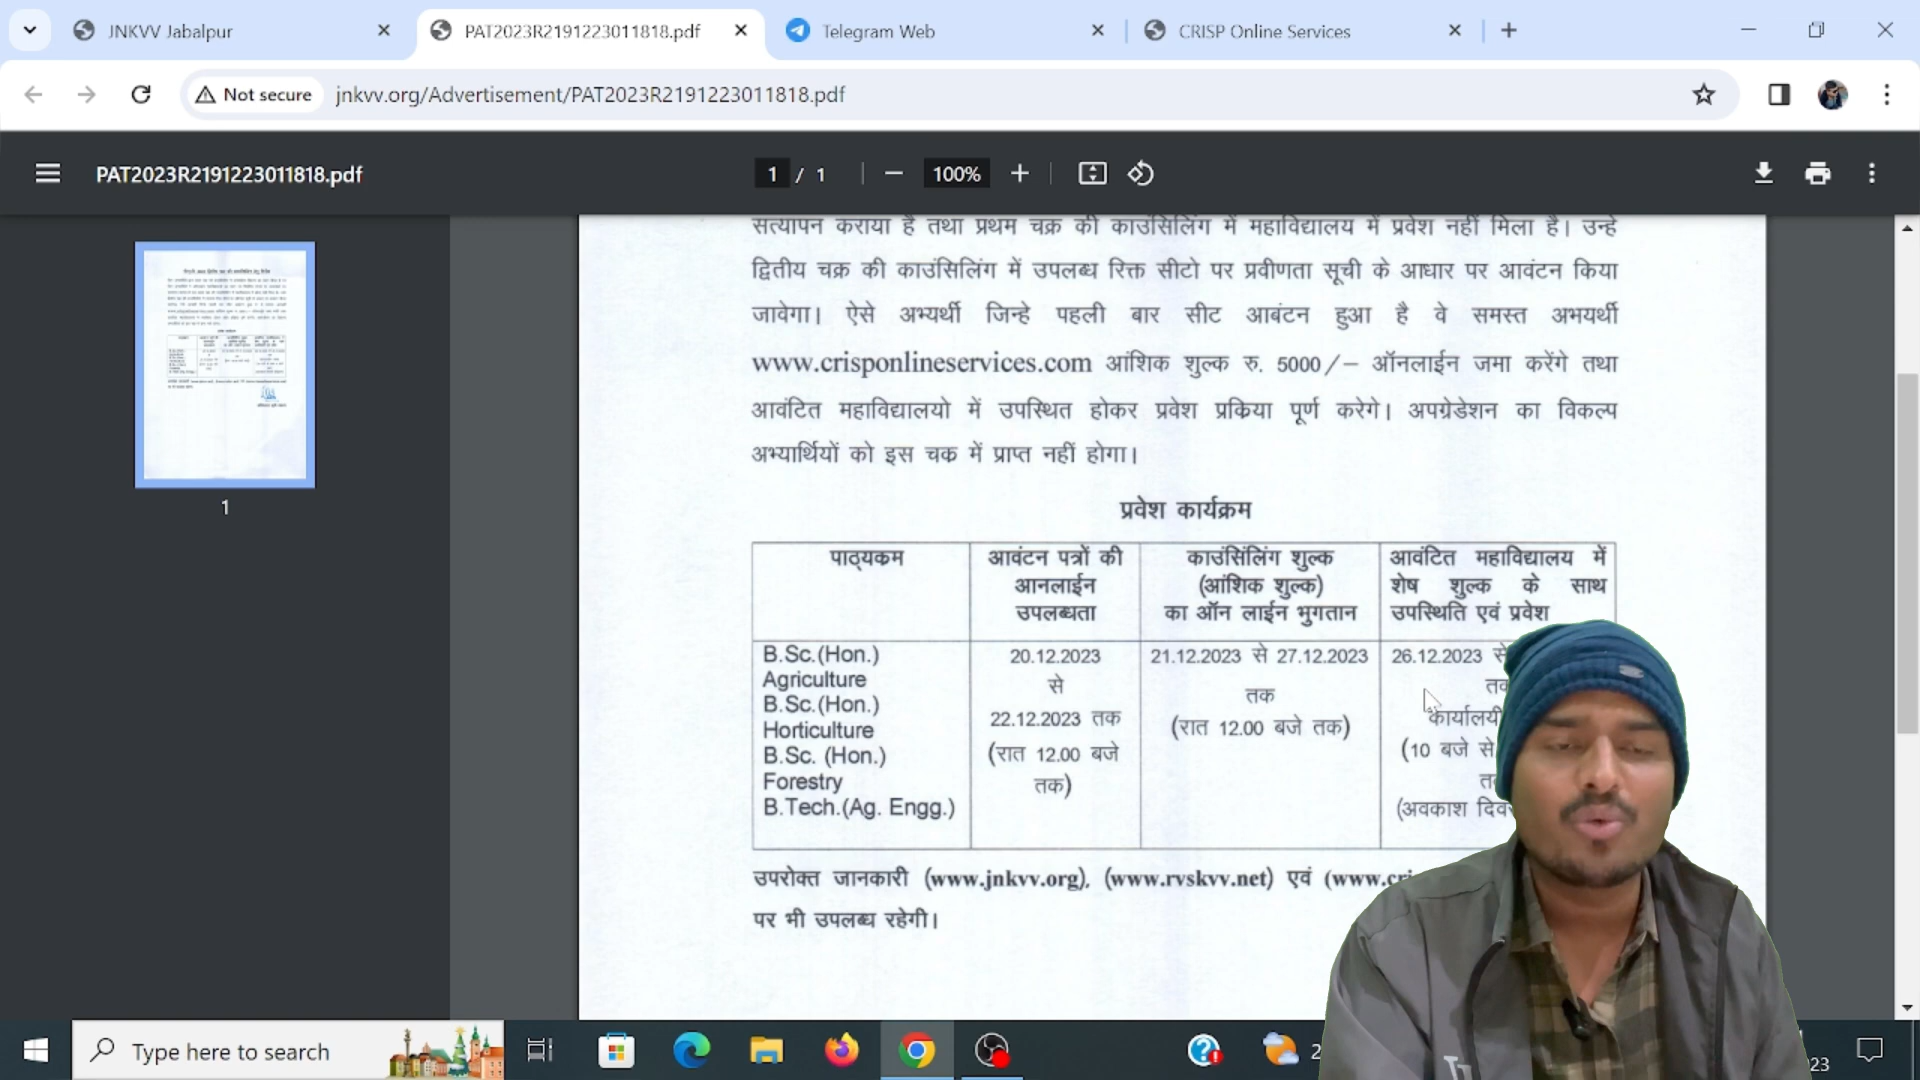 JNKVV Jabalpur
PAT2023R2191223011818.pdf
Telegram Web
CRISP Online Services
Not secure
jnkvv.org/Advertisement/PAT2023R2191223011818.pdf
PAT2023R2191223011818.pdf
1 / 1
100%
सत्यापन कराया है तथा प्रथम चक्र की काउंसिलिंग में महाविद्यालय में प्रवेश नहीं मिला है। उन्हे
द्वितीय चक्र की काउंसिलिंग में उपलब्ध रिक्त सीटो पर प्रवीणता सूची के आधार पर आवंटन किया
जावेगा। ऐसे अभ्यर्थी जिन्हे पहली बार सीट आबंटन हुआ है वे समस्त अभयर्थी
www.crisponlineservices.com आंशिक शुल्क रु. 5000/– ऑनलाईन जमा करेंगे तथा
आवंटित महाविद्यालयो में उपस्थित होकर प्रवेश प्रकिया पूर्ण करेगे। अपग्रेडेशन का विकल्प
अभ्यार्थियों को इस चक में प्राप्त नहीं होगा।
1
प्रवेश कार्यक्रम
पाठ्यकम
आवंटन पत्रों की
आनलाईन
उपलब्धता
काउंसिंलिंग शुल्क
(आंशिक शुल्क)
का ऑन लाईन भुगतान
आवंटित महाविद्यालय में
शेष शुल्क के साथ
उपस्थिति एवं प्रवेश
B.Sc.(Hon.)
Agriculture
B.Sc.(Hon.)
Horticulture
B.Sc. (Hon.)
Forestry
B.Tech.(Ag. Engg.)
20.12.2023
से
22.12.2023 तक
(रात 12.00 बजे
तक)
21.12.2023 से 27.12.2023
तक
(रात 12.00 बजे तक)
26.12.2023 से
(10 बजे से
(अवकाश
उपरोक्त जानकारी (www.jnkvv.org), (www.rvskvv.net) एवं
पर भी उपलब्ध रहेगी।
Type here to search